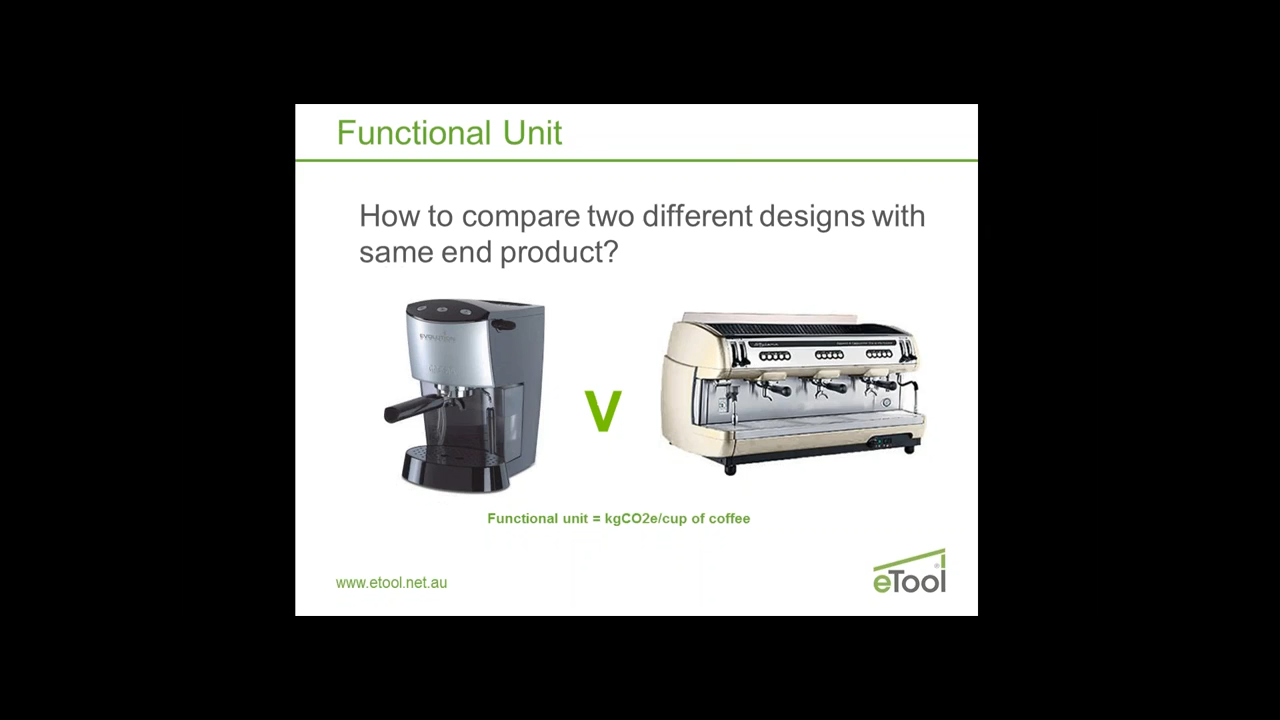 Functional Unit
How to compare two different designs with
same end product?
V
Functional unit = kgCO2e/cup of coffee
www.etool.net.au
eTool®